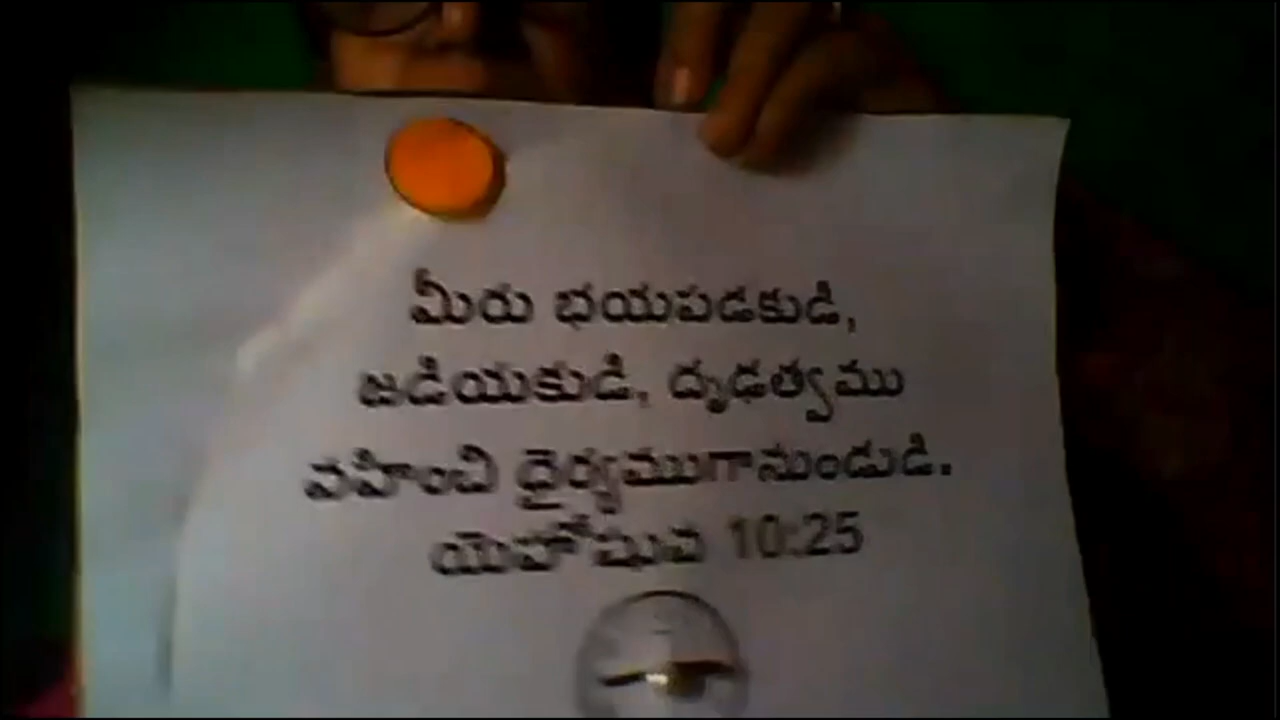 మీరు భయపడకుడి,
జడియకుడి, దృఢత్వము
వహించి ధైర్యముగానుండుడి.
యెహోషువ 10:25